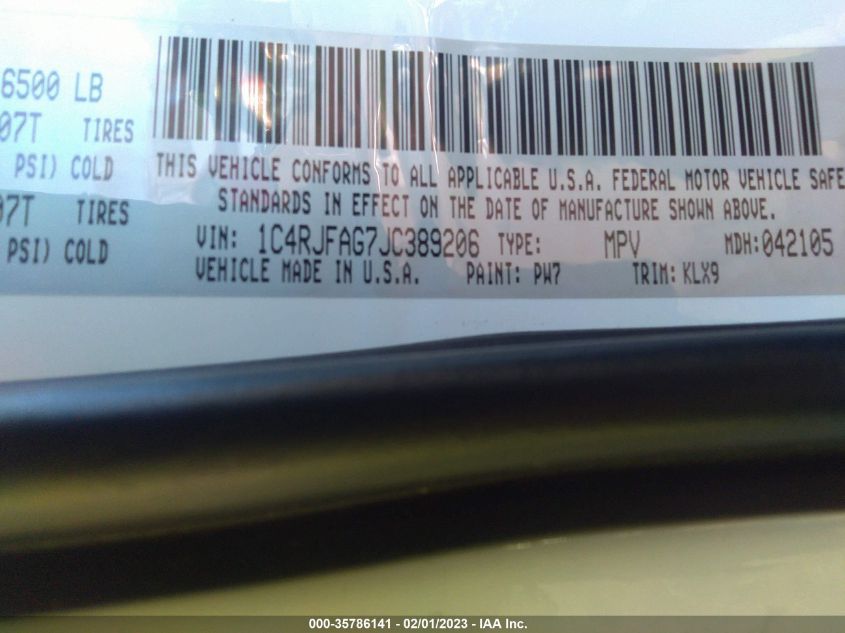 6500 LB
07T TIRES
PSI) COLD
07T TIRES
PSI) COLD
THIS VEHICLE CONFORMS TO ALL APPLICABLE U.S.A. FEDERAL MOTOR VEHICLE SAFE
STANDARDS IN EFFECT ON THE DATE OF MANUFACTURE SHOWN ABOVE.
VIN: 1C4RJFAG7JC389206 TYPE: MPV MDH:042105
VEHICLE MADE IN U.S.A. PAINT: PW7 TRIM: KLX9
000-35786141 - 02/01/2023 - IAA Inc.